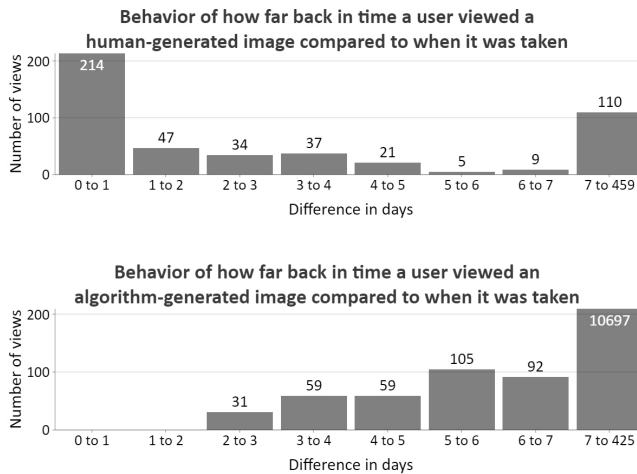 Behavior of how far back in time a user viewed a
human-generated image compared to when it was taken
Number of views
200
100
0
214
47
34
37
21
5
9
110
0 to 1
1 to 2
2 to 3
3 to 4
4 to 5
5 to 6
6 to 7
7 to 459
Difference in days
Behavior of how far back in time a user viewed an
algorithm-generated image compared to when it was taken
Number of views
200
100
0
31
59
59
105
92
10697
0 to 1
1 to 2
2 to 3
3 to 4
4 to 5
5 to 6
6 to 7
7 to 425
Difference in days